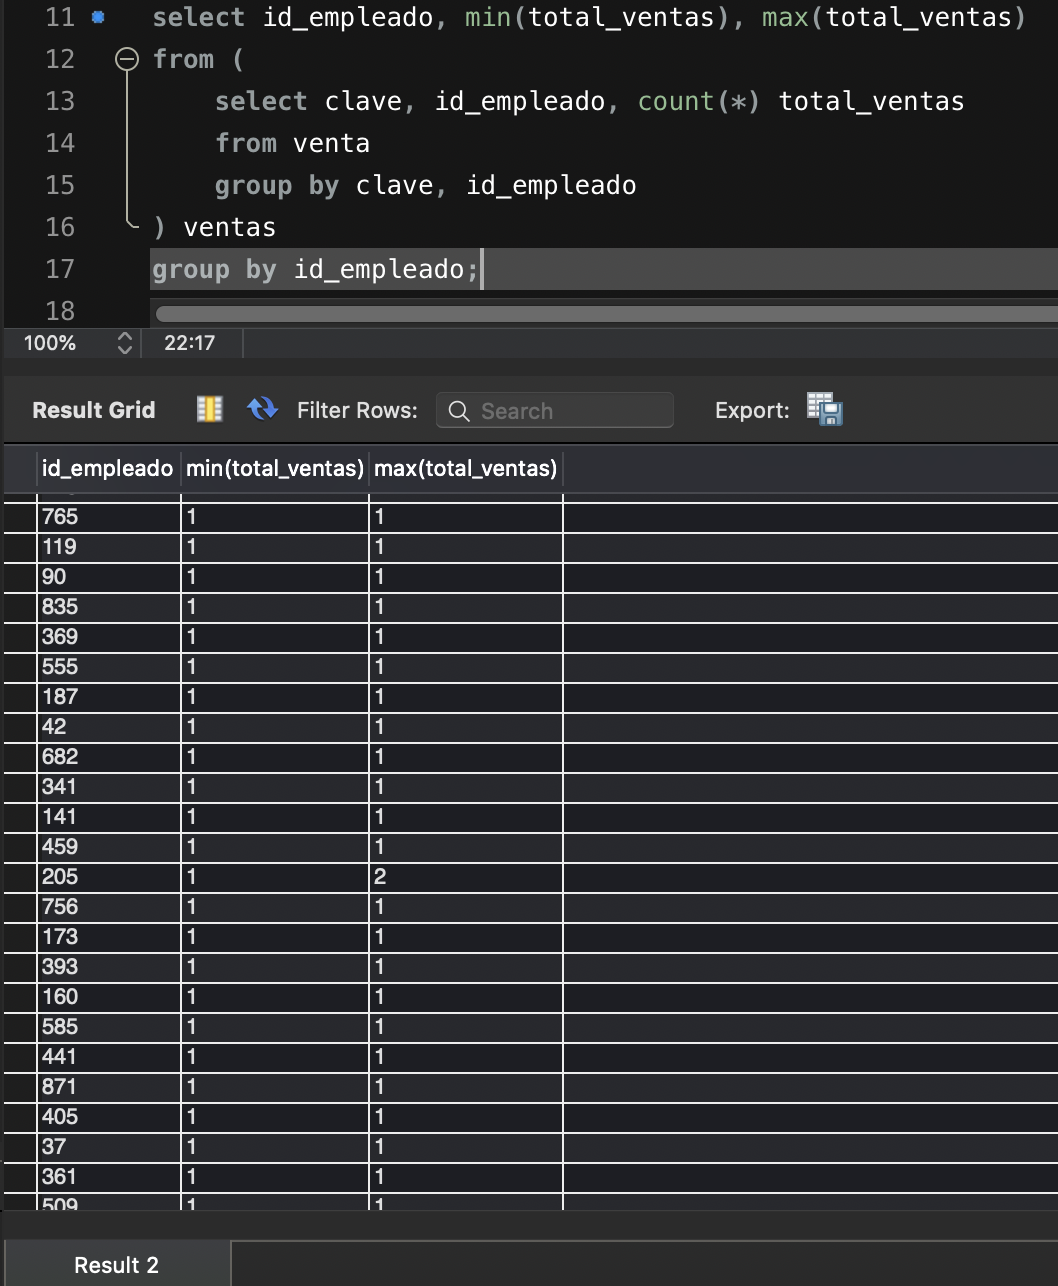 11 select id_empleado, min(total_ventas), max(total_ventas)
12 from (
13 select clave, id_empleado, count(*) total_ventas
14 from venta
15 group by clave, id_empleado
16 ) ventas
17 group by id_empleado;
18
100% 22:17
Result Grid Filter Rows: Search Export:
id_empleado min(total_ventas) max(total_ventas)
765 1 1
119 1 1
90 1 1
835 1 1
369 1 1
555 1 1
187 1 1
42 1 1
682 1 1
341 1 1
141 1 1
459 1 1
205 1 2
756 1 1
173 1 1
393 1 1
160 1 1
585 1 1
441 1 1
871 1 1
405 1 1
37 1 1
361 1 1
509 1 1
Result 2